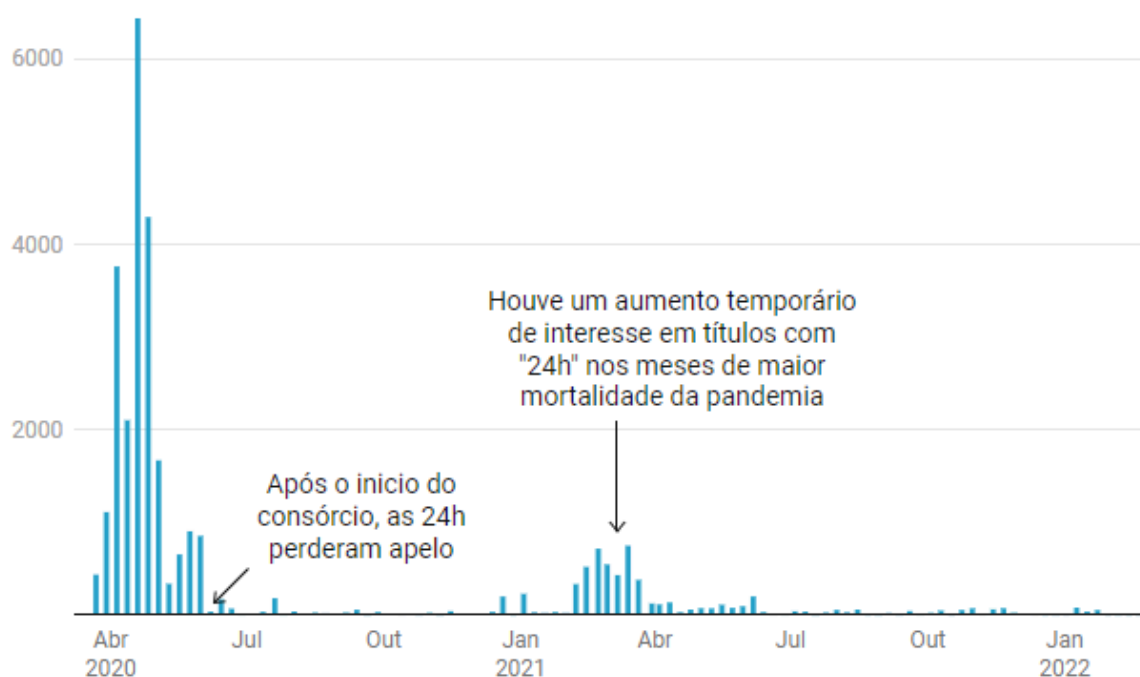 6000
4000
2000
Houve um aumento temporário
de interesse em títulos com
"24h" nos meses de maior
mortalidade da pandemia
Após o inicio do
consórcio, as 24h
perderam apelo
Abr
2020
Jul
Out
Jan
2021
Abr
Jul
Out
Jan
2022